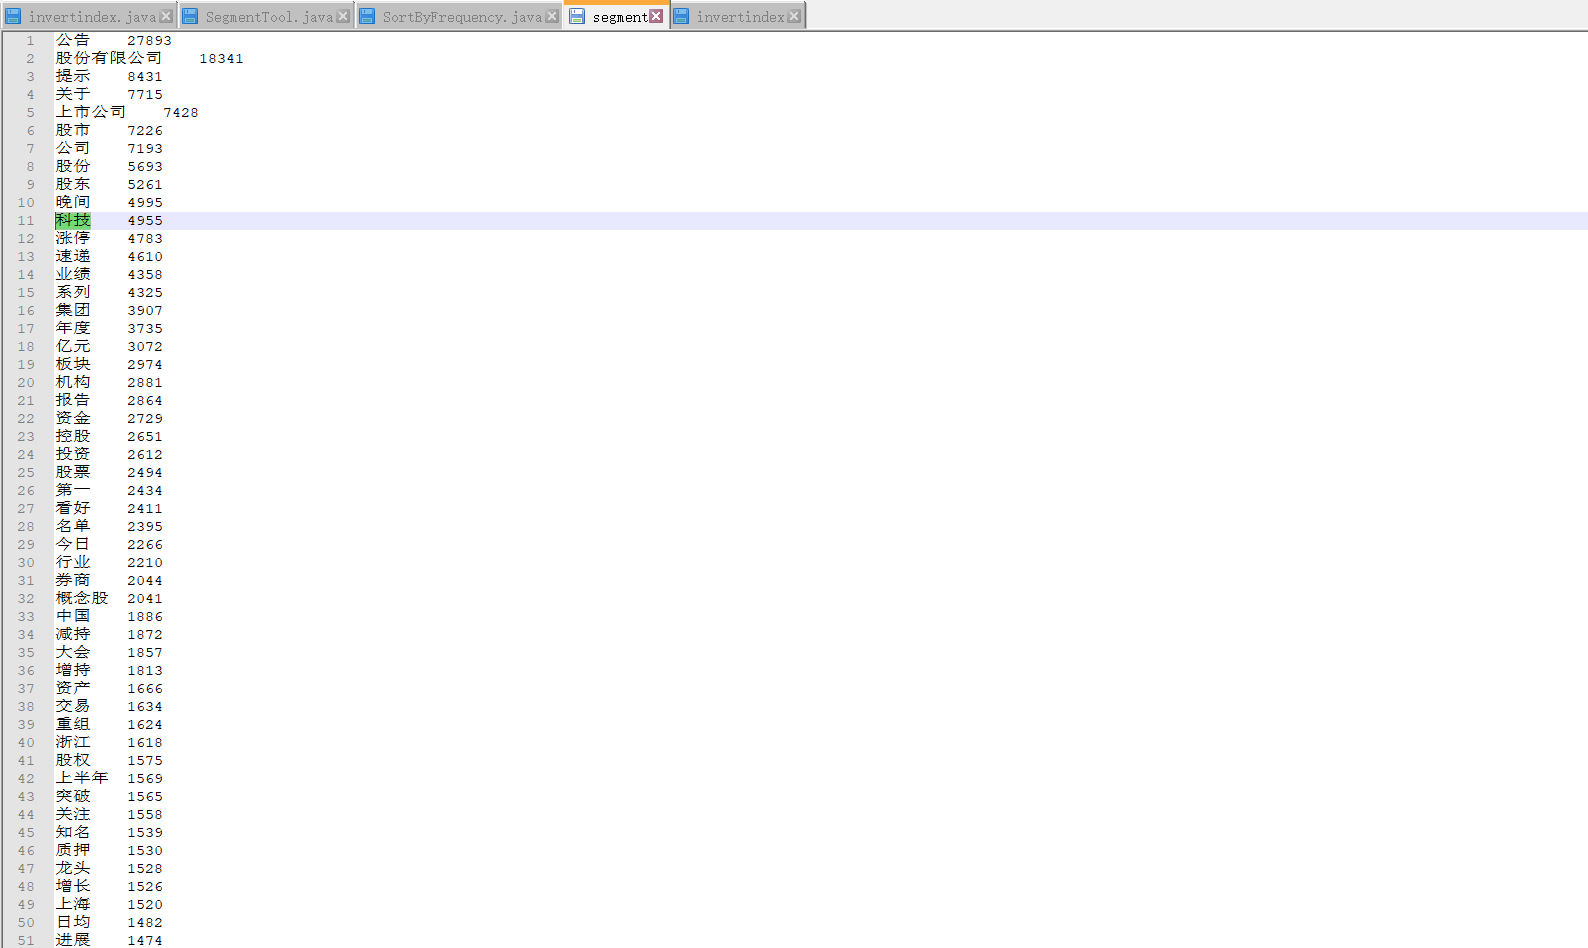 invertindex.java SegmentTool.java SortByFrequency.java segment invertindex
1 公告 27893
2 股份有限公司 18341
3 提示 8431
4 关于 7715
5 上市公司 7428
6 股市 7226
7 公司 7193
8 股份 5693
9 股东 5261
10 晚间 4995
11 科技 4955
12 涨停 4783
13 速递 4610
14 业绩 4358
15 系列 4325
16 集团 3907
17 年度 3735
18 亿元 3072
19 板块 2974
20 机构 2881
21 报告 2864
22 资金 2729
23 控股 2651
24 投资 2612
25 股票 2494
26 第一 2434
27 看好 2411
28 名单 2395
29 今日 2266
30 行业 2210
31 券商 2044
32 概念股 2041
33 中国 1886
34 减持 1872
35 大会 1857
36 增持 1813
37 资产 1666
38 交易 1634
39 重组 1624
40 浙江 1618
41 股权 1575
42 上半年 1569
43 突破 1565
44 关注 1558
45 知名 1539
46 质押 1530
47 龙头 1528
48 增长 1526
49 上海 1520
50 日均 1482
51 进展 1474